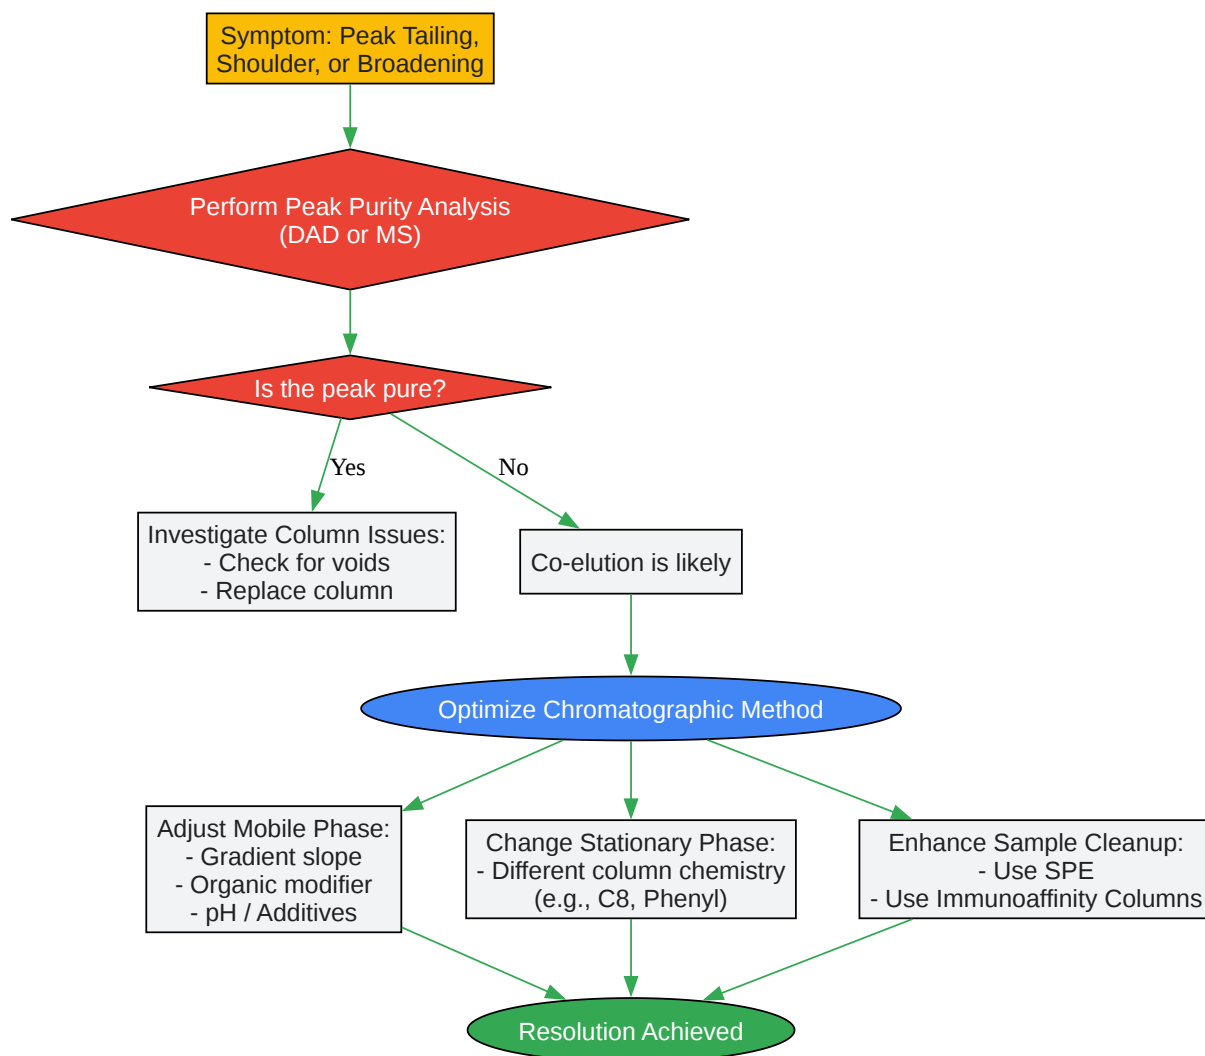 Symptom: Peak Tailing,
Shoulder, or Broadening
Perform Peak Purity Analysis
(DAD or MS)
Is the peak pure?
Yes
No
Investigate Column Issues:
- Check for voids
- Replace column
Co-elution is likely
Optimize Chromatographic Method
Adjust Mobile Phase:
- Gradient slope
- Organic modifier
- pH / Additives
Change Stationary Phase:
- Different column chemistry
(e.g., C8, Phenyl)
Enhance Sample Cleanup:
- Use SPE
- Use Immunoaffinity Columns
Resolution Achieved